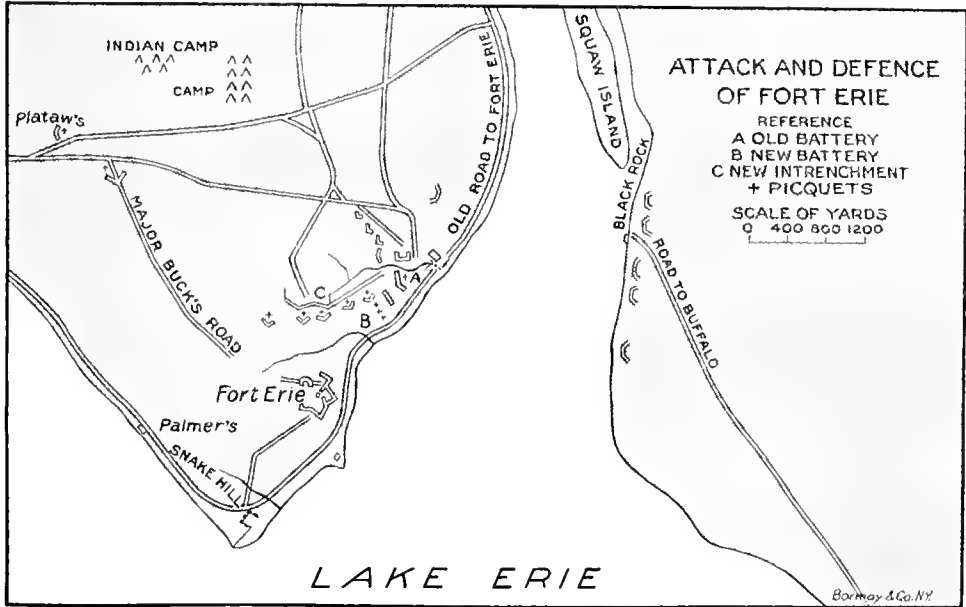 ATTACK AND DEFENCE
OF FORT ERIE
REFERENCE
A OLD BATTERY
B NEW BATTERY
C NEW INTRENCHMENT
+ PICQUETS
SCALE OF YARDS
0 400 800 1200
INDIAN CAMP
CAMP
Plataw's
MAJOR BUCK'S ROAD
OLD ROAD TO FORT ERIE
SQUAW ISLAND
BLACK ROCK
ROAD TO BUFFALO
A
C
B
Fort Erie
Palmer's
SNAKE HILL
LAKE ERIE
Bormay & Co. N.Y.